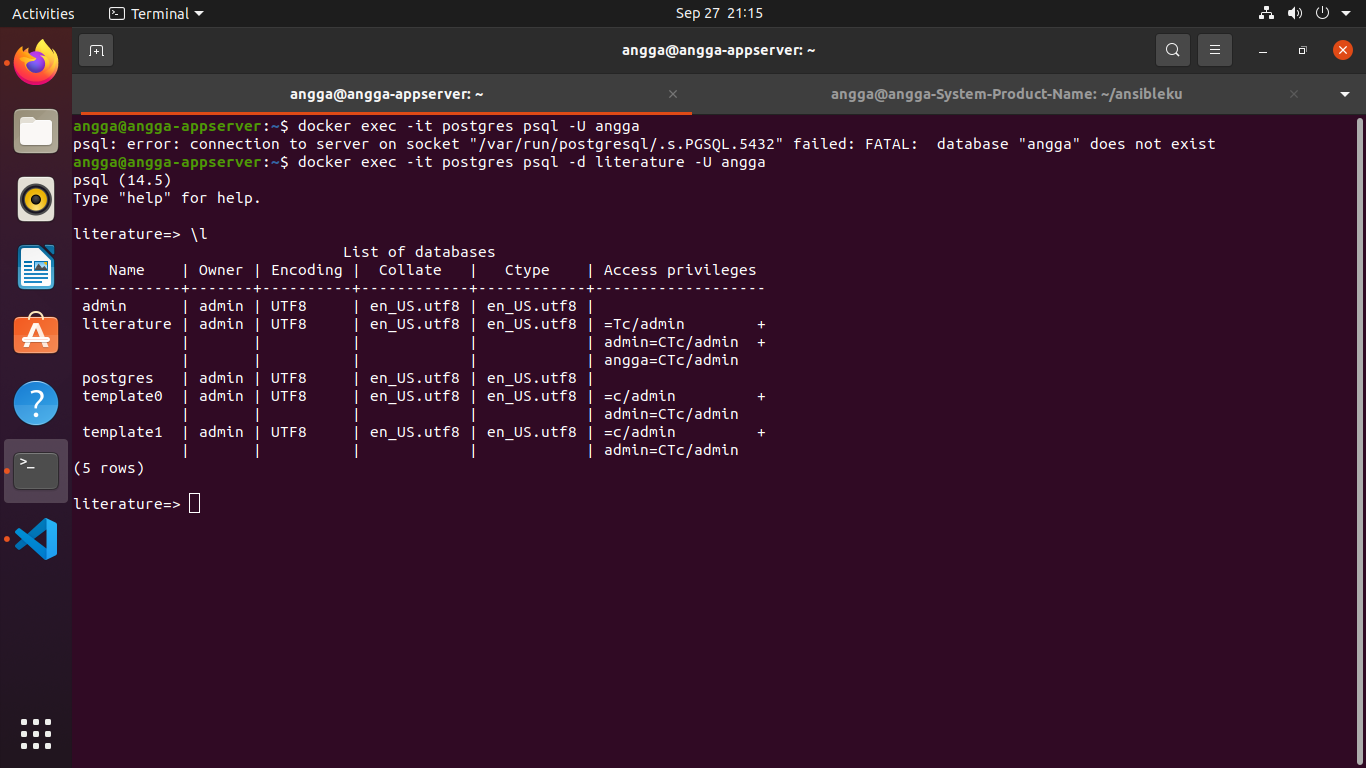 Activities Terminal Sep 27 21:15
angga@angga-appserver: ~
angga@angga-appserver: ~ angga@angga-System-Product-Name: ~/ansibleku
angga@angga-appserver:~$ docker exec -it postgres psql -U angga
psql: error: connection to server on socket "/var/run/postgresql/.s.PGSQL.5432" failed: FATAL:  database "angga" does not exist
angga@angga-appserver:~$ docker exec -it postgres psql -d literature -U angga
psql (14.5)
Type "help" for help.

literature=> \l
                              List of databases
    Name    | Owner | Encoding |  Collate   |   Ctype    | Access privileges
------------+-------+----------+------------+------------+-------------------
 admin      | admin | UTF8     | en_US.utf8 | en_US.utf8 |
 literature | admin | UTF8     | en_US.utf8 | en_US.utf8 | =Tc/admin        +
            |       |          |            |            | admin=CTc/admin  +
            |       |          |            |            | angga=CTc/admin
 postgres   | admin | UTF8     | en_US.utf8 | en_US.utf8 |
 template0  | admin | UTF8     | en_US.utf8 | en_US.utf8 | =c/admin         +
            |       |          |            |            | admin=CTc/admin
 template1  | admin | UTF8     | en_US.utf8 | en_US.utf8 | =c/admin         +
            |       |          |            |            | admin=CTc/admin
(5 rows)

literature=>